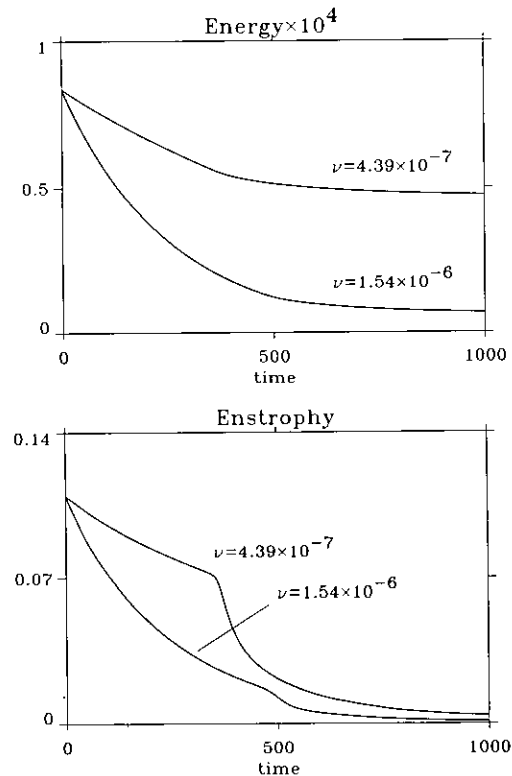 Energy×10⁴
1
0.5
0
ν=4.39×10⁻⁷
ν=1.54×10⁻⁶
0 500 1000
time
Enstrophy
0.14
0.07
0
ν=4.39×10⁻⁷
ν=1.54×10⁻⁶
0 500 1000
time